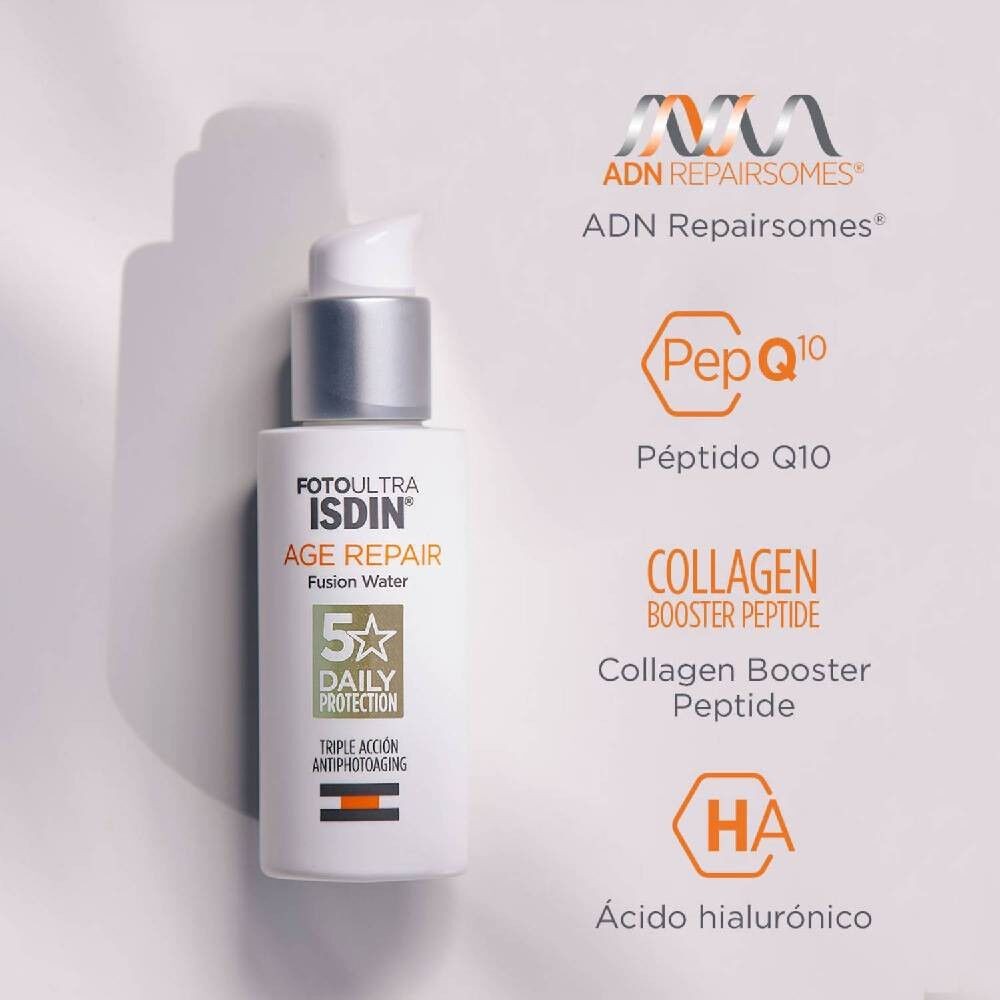 FOTOULTRA
ISDIN®
AGE REPAIR
Fusion Water
5☆
DAILY
PROTECTION
TRIPLE ACCIÓN
ANTIPHOTOAGING
ADN REPAIRSOMES®
ADN Repairsomes®
Pep Q10
Péptido Q10
COLLAGEN
BOOSTER PEPTIDE
Collagen Booster
Peptide
HA
Ácido hialurónico